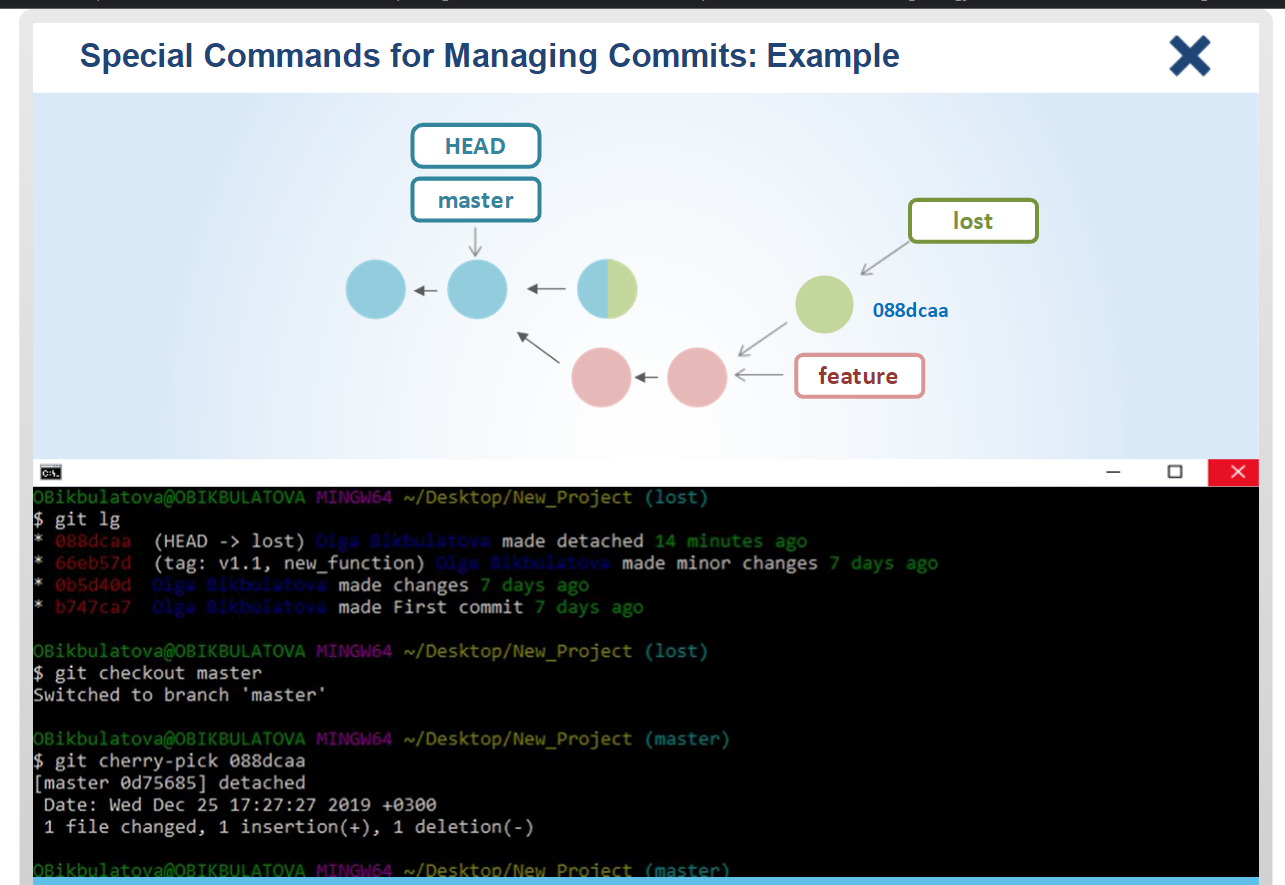 Special Commands for Managing Commits: Example
HEAD
master
lost
088dcaa
feature
C:\.
OBikbulatova@OBIKBULATOVA MINGW64 ~/Desktop/New_Project (lost)
$ git lg
* 088dcaa (HEAD -> lost) Olga Bikbulatova made detached 14 minutes ago
* 66eb57d (tag: v1.1, new_function) Olga Bikbulatova made minor changes 7 days ago
* 0b5d40d Olga Bikbulatova made changes 7 days ago
* b747ca7 Olga Bikbulatova made First commit 7 days ago
OBikbulatova@OBIKBULATOVA MINGW64 ~/Desktop/New_Project (lost)
$ git checkout master
Switched to branch 'master'
OBikbulatova@OBIKBULATOVA MINGW64 ~/Desktop/New_Project (master)
$ git cherry-pick 088dcaa
[master 0d75685] detached
Date: Wed Dec 25 17:27:27 2019 +0300
1 file changed, 1 insertion(+), 1 deletion(-)
OBikbulatova@OBIKBULATOVA MINGW64 ~/Desktop/New_Project (master)